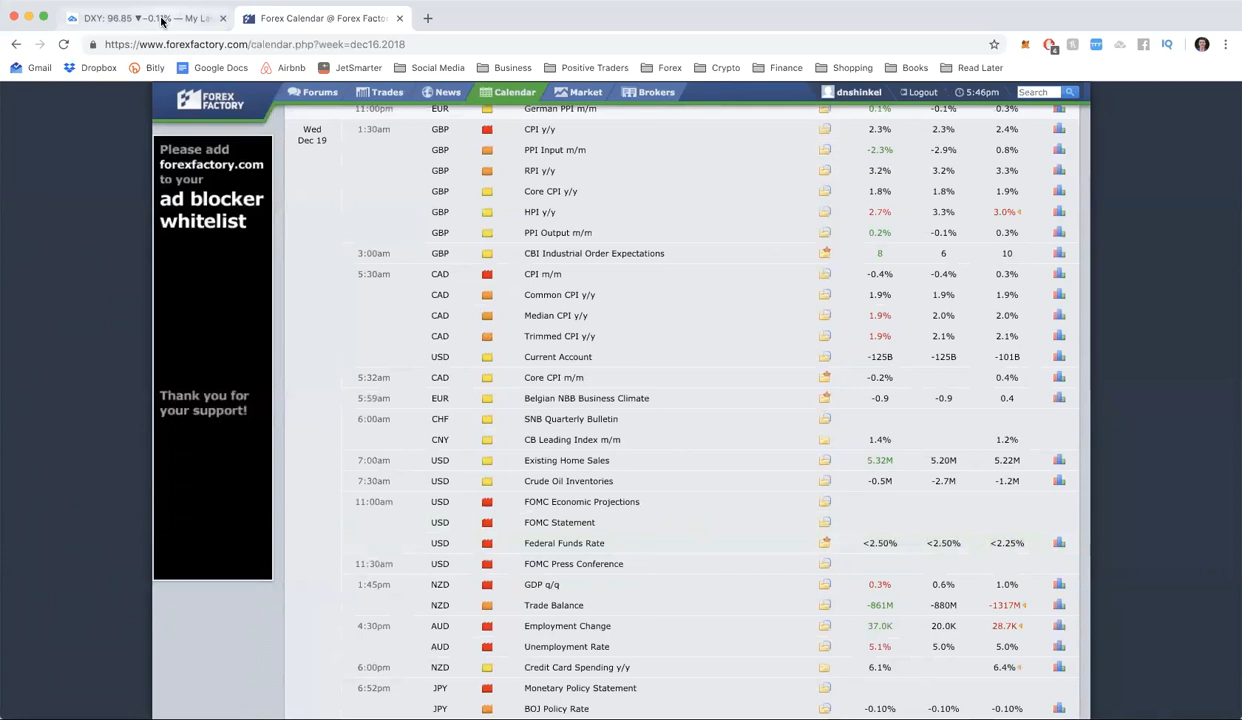 DXY: 96.85 ▼−0.11% — My La
Forex Calendar @ Forex Factor
https://www.forexfactory.com/calendar.php?week=dec16.2018
Gmail Dropbox Bitly Google Docs Airbnb JetSmarter Social Media Business Positive Traders Forex Crypto Finance Shopping Books Read Later
FOREX FACTORY Forums Trades News Calendar Market Brokers dnshinkel Logout 5:46pm Search
Please add
forexfactory.com
to your
ad blocker
whitelist
Thank you for
your support!
11:00pm EUR German PPI m/m 0.1% -0.1% 0.3%
Wed 1:30am GBP CPI y/y 2.3% 2.3% 2.4%
Dec 19
GBP PPI Input m/m -2.3% -2.9% 0.8%
GBP RPI y/y 3.2% 3.2% 3.3%
GBP Core CPI y/y 1.8% 1.8% 1.9%
GBP HPI y/y 2.7% 3.3% 3.0%
GBP PPI Output m/m 0.2% -0.1% 0.3%
3:00am GBP CBI Industrial Order Expectations 8 6 10
5:30am CAD CPI m/m -0.4% -0.4% 0.3%
CAD Common CPI y/y 1.9% 1.9% 1.9%
CAD Median CPI y/y 1.9% 2.0% 2.0%
CAD Trimmed CPI y/y 1.9% 2.1% 2.1%
USD Current Account -125B -125B -101B
5:32am CAD Core CPI m/m -0.2% 0.4%
5:59am EUR Belgian NBB Business Climate -0.9 -0.9 0.4
6:00am CHF SNB Quarterly Bulletin
CNY CB Leading Index m/m 1.4% 1.2%
7:00am USD Existing Home Sales 5.32M 5.20M 5.22M
7:30am USD Crude Oil Inventories -0.5M -2.7M -1.2M
11:00am USD FOMC Economic Projections
USD FOMC Statement
USD Federal Funds Rate <2.50% <2.50% <2.25%
11:30am USD FOMC Press Conference
1:45pm NZD GDP q/q 0.3% 0.6% 1.0%
NZD Trade Balance -861M -880M -1317M
4:30pm AUD Employment Change 37.0K 20.0K 28.7K
AUD Unemployment Rate 5.1% 5.0% 5.0%
6:00pm NZD Credit Card Spending y/y 6.1% 6.4%
6:52pm JPY Monetary Policy Statement
JPY BOJ Policy Rate -0.10% -0.10% -0.10%